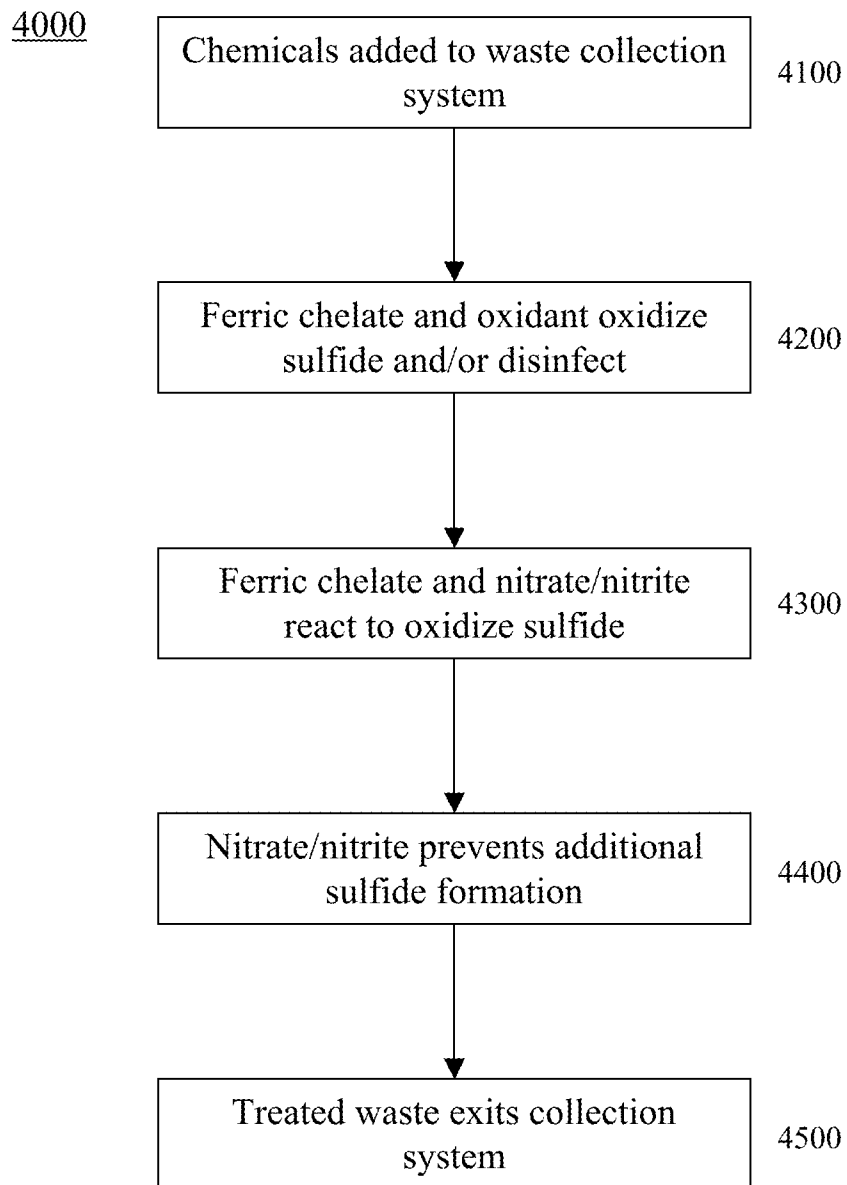 4000
Chemicals added to waste collection
system
4100
Ferric chelate and oxidant oxidize
sulfide and/or disinfect
4200
Ferric chelate and nitrate/nitrite
react to oxidize sulfide
4300
Nitrate/nitrite prevents additional
sulfide formation
4400
Treated waste exits collection
system
4500